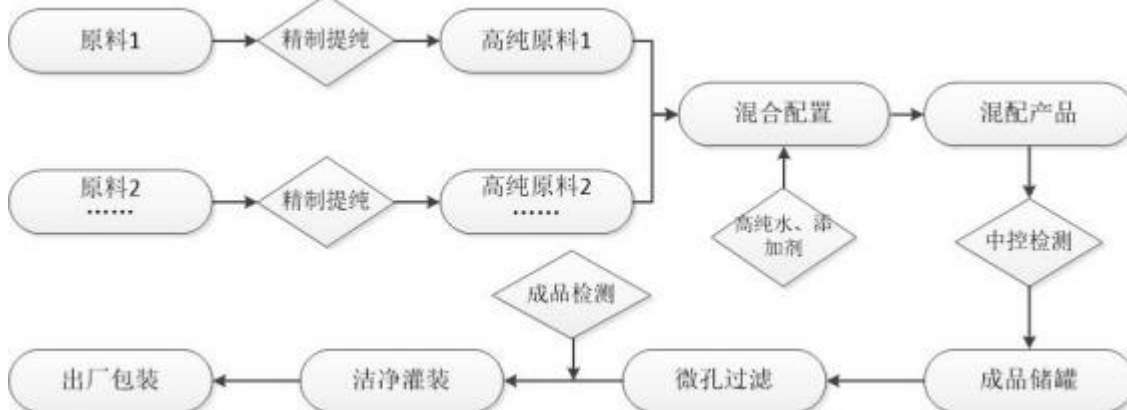 原料1
精制提纯
高纯原料1
混合配置
混配产品
原料2
……
精制提纯
高纯原料2
……
高纯水、添
加剂
中控检测
成品检测
出厂包装
洁净灌装
微孔过滤
成品储罐